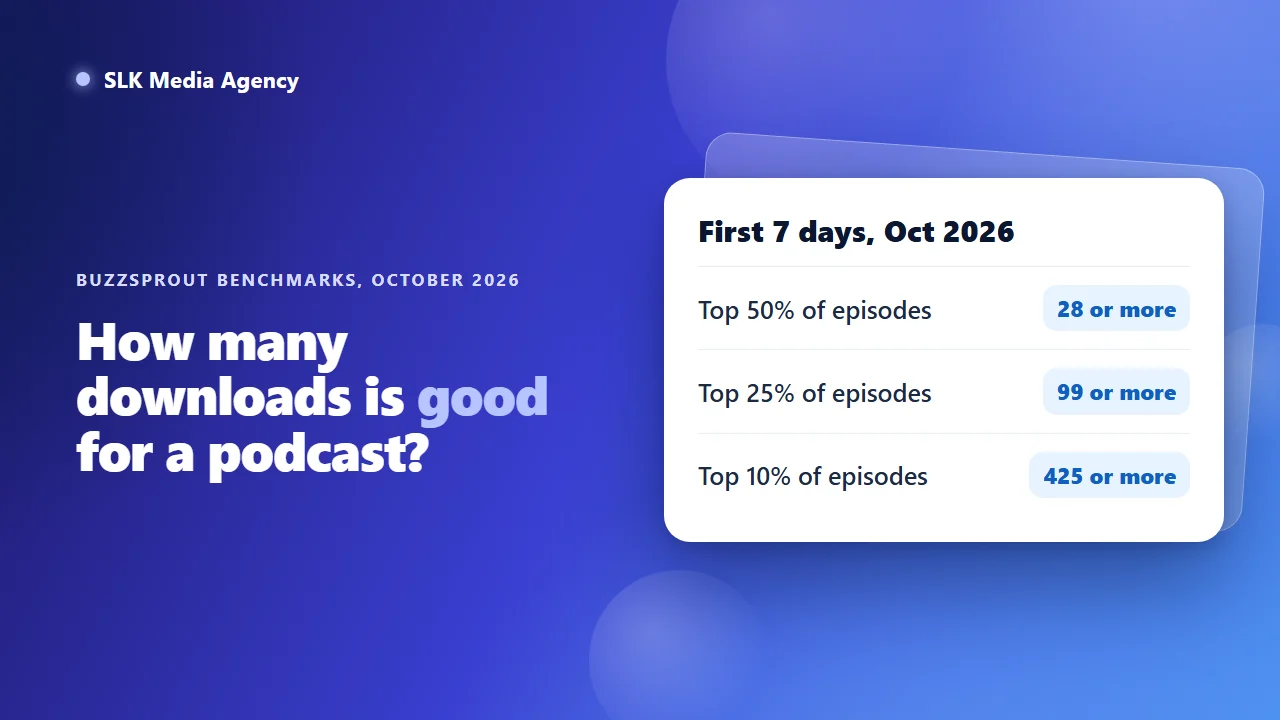 SLK Media Agency
BUZZSPROUT BENCHMARKS, OCTOBER 2026
How many
downloads is good
for a podcast?
First 7 days, Oct 2026
Top 50% of episodes 28 or more
Top 25% of episodes 99 or more
Top 10% of episodes 425 or more